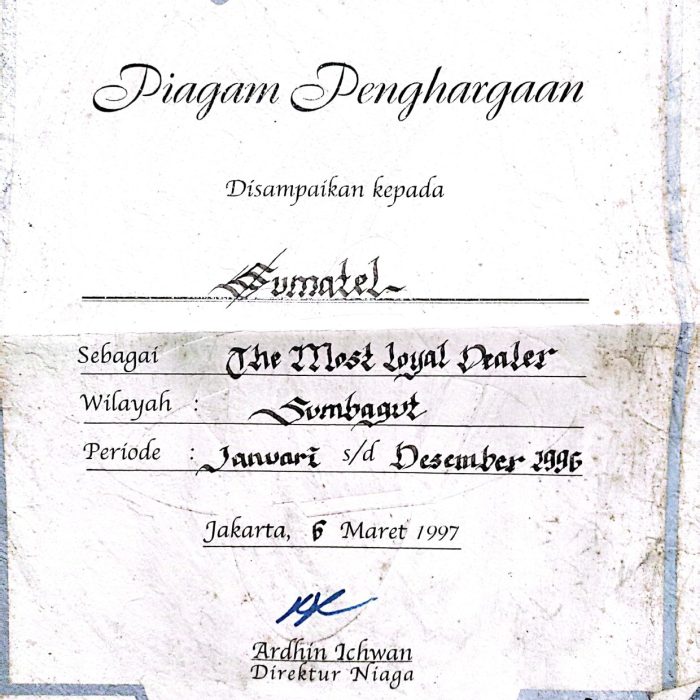 Piagam Penghargaan
Disampaikan kepada
Sumatel
Sebagai The Most Loyal Dealer
Wilayah : Sumbagut
Periode : Januari s/d Desember 1996
Jakarta, 6 Maret 1997
Ardhin Ichwan
Direktur Niaga